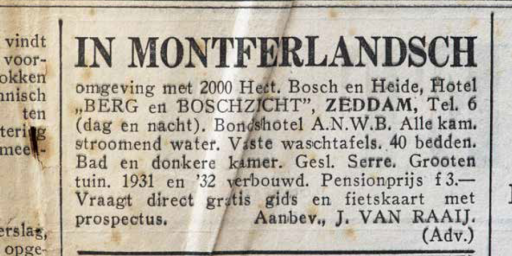 vindt
voor-
okken
nnisch
ten
tering
meel-
erslag,
opge-
IN MONTFERLANDSCH
omgeving met 2000 Hect. Bosch en Heide, Hotel
„BERG en BOSCHZICHT”, ZEDDAM, Tel. 6
(dag en nacht). Bondshotel A.N.W.B. Alle kam.
stroomend water. Vaste waschtafels. 40 bedden.
Bad en donkere kamer. Gesl. Serre. Grooten
tuin. 1931 en '32 verbouwd. Pensionprijs f 3.—
Vraagt direct gratis gids en fietskaart met
prospectus. Aanbev., J. VAN RAAIJ.
(Adv.)